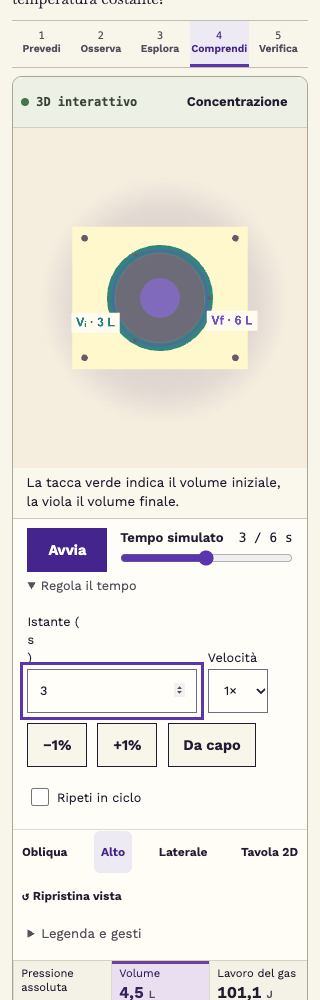 temperatura costante?
1 2 3 4 5
Prevedi Osserva Esplora Comprendi Verifica
3D interattivo Concentrazione
Vᵢ · 3 L
Vf · 6 L
La tacca verde indica il volume iniziale,
la viola il volume finale.
Avvia
Tempo simulato 3 / 6 s
▼ Regola il tempo
Istante (
s
)
Velocità
3
1×
−1%
+1%
Da capo
Ripeti in ciclo
Obliqua Alto Laterale Tavola 2D
↺ Ripristina vista
▶ Legenda e gesti
Pressione
assoluta
Volume
4,5 L
Lavoro del gas
101,1 J